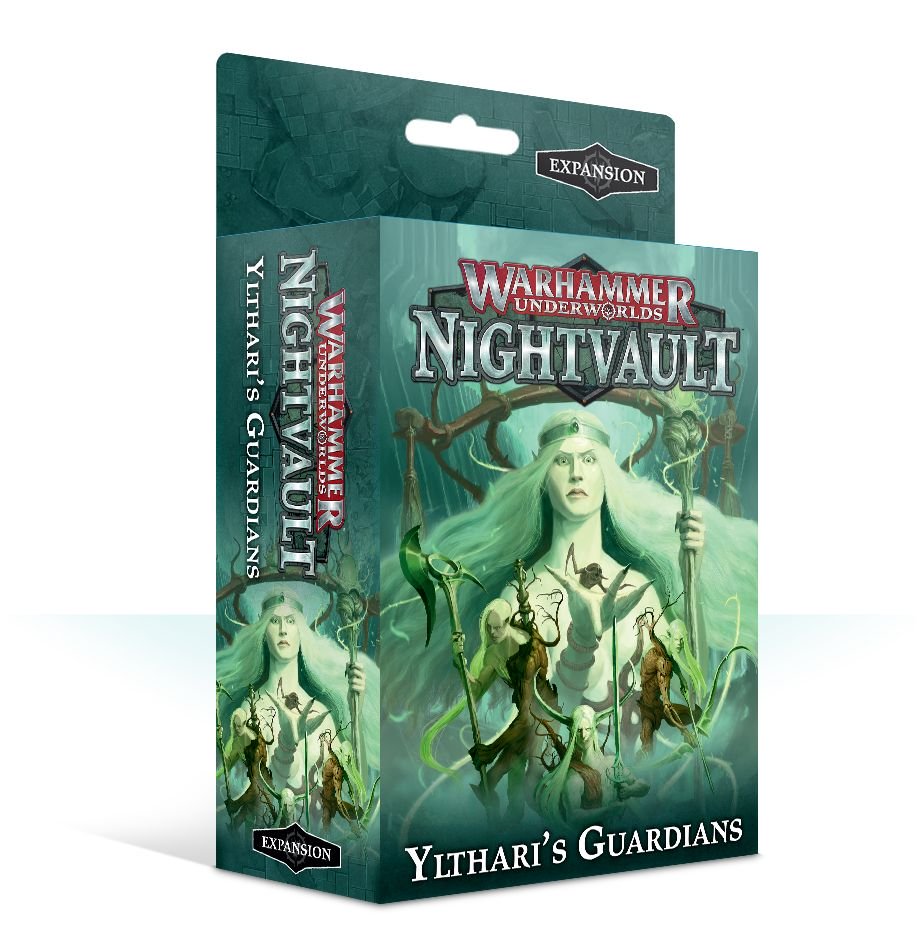 EXPANSION
WARHAMMER
UNDERWORLDS
NIGHTVAULT
YLTHARI'S GUARDIANS
WARHAMMER
UNDERWORLDS
NIGHTVAULT
YLTHARI'S GUARDIANS
EXPANSION